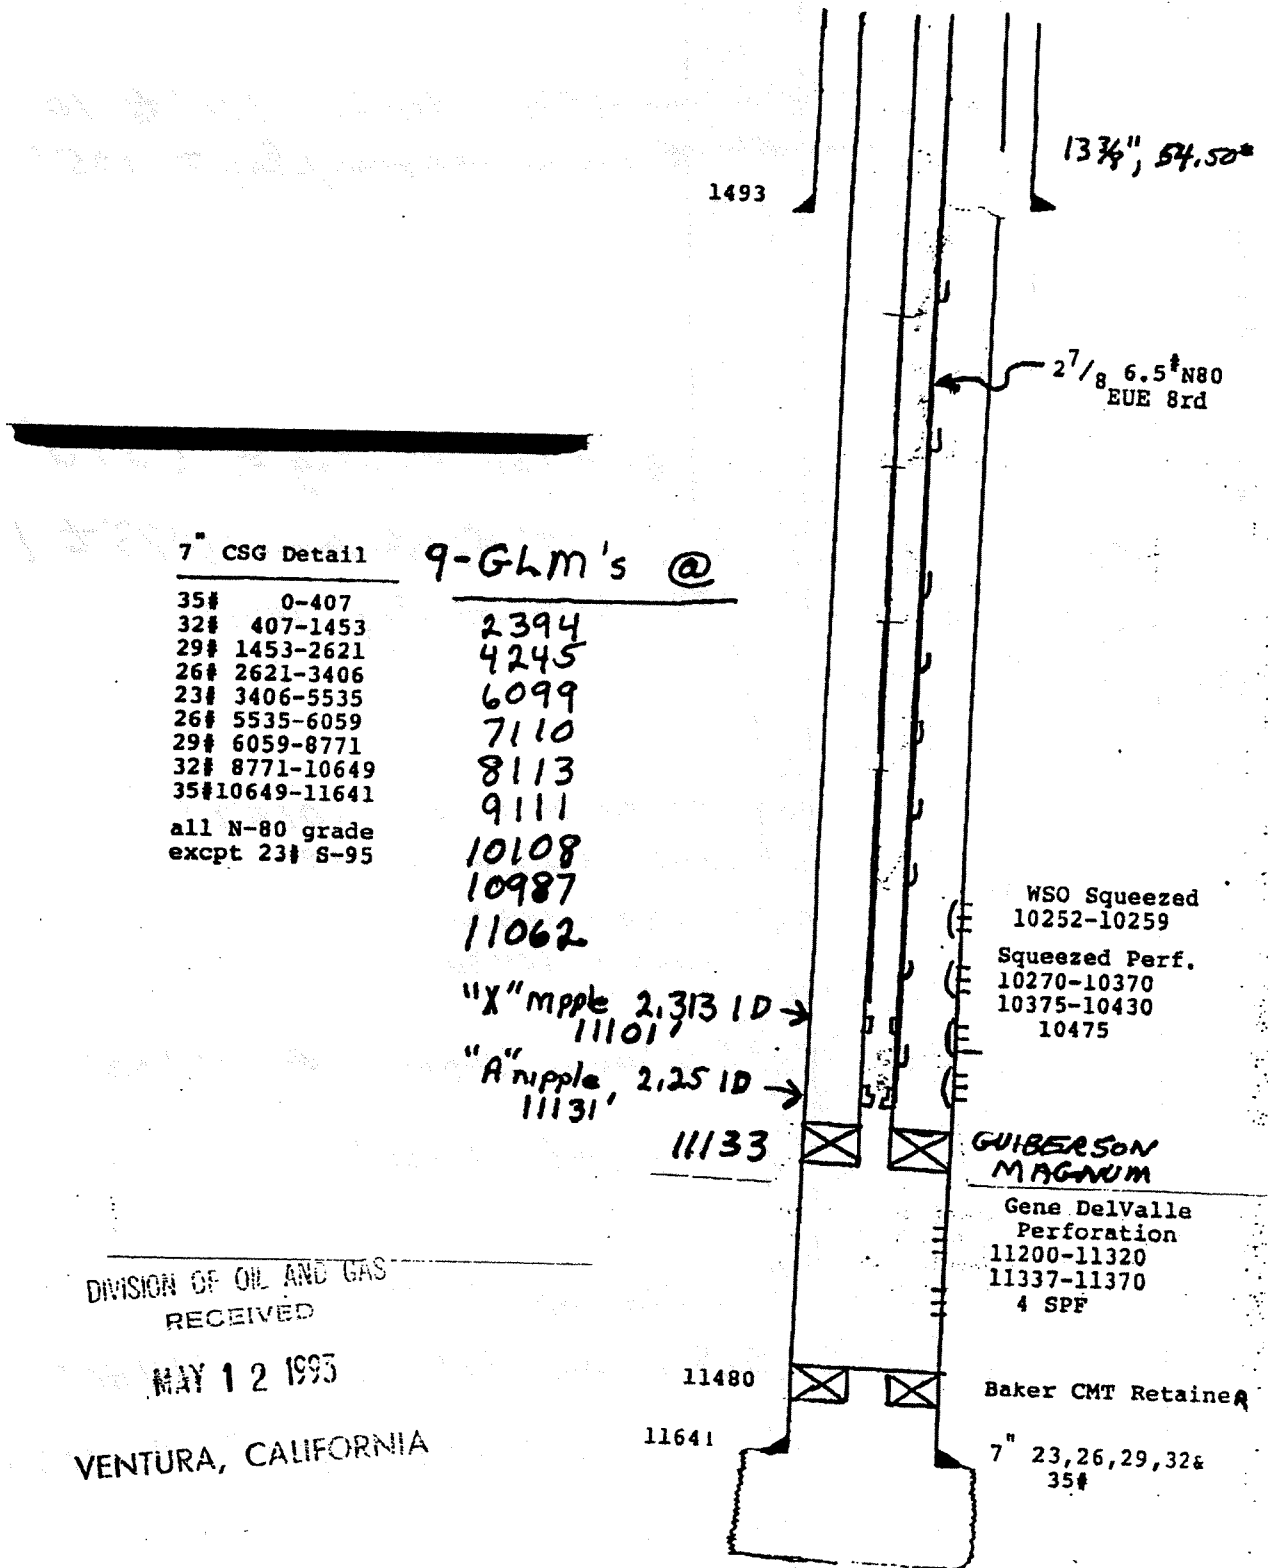 13 3/8", 54.50#
1493
2 7/8 6.5# N80
EUE 8rd
7" CSG Detail
35# 0-407
32# 407-1453
29# 1453-2621
26# 2621-3406
23# 3406-5535
26# 5535-6059
29# 6059-8771
32# 8771-10649
35#10649-11641
all N-80 grade
excpt 23# S-95
9-GLM's @
2394
4245
6099
7110
8113
9111
10108
10987
11062
"X" nipple 2.313 ID
11101'
"A" nipple, 2.25 ID
11131'
11133
WSO Squeezed
10252-10259
Squeezed Perf.
10270-10370
10375-10430
10475
GUIBERSON
MAGNUM
Gene DelValle
Perforation
11200-11320
11337-11370
4 SPF
11480
Baker CMT Retainer
11641
7" 23,26,29,32&
35#
DIVISION OF OIL AND GAS
RECEIVED
MAY 12 1993
VENTURA, CALIFORNIA